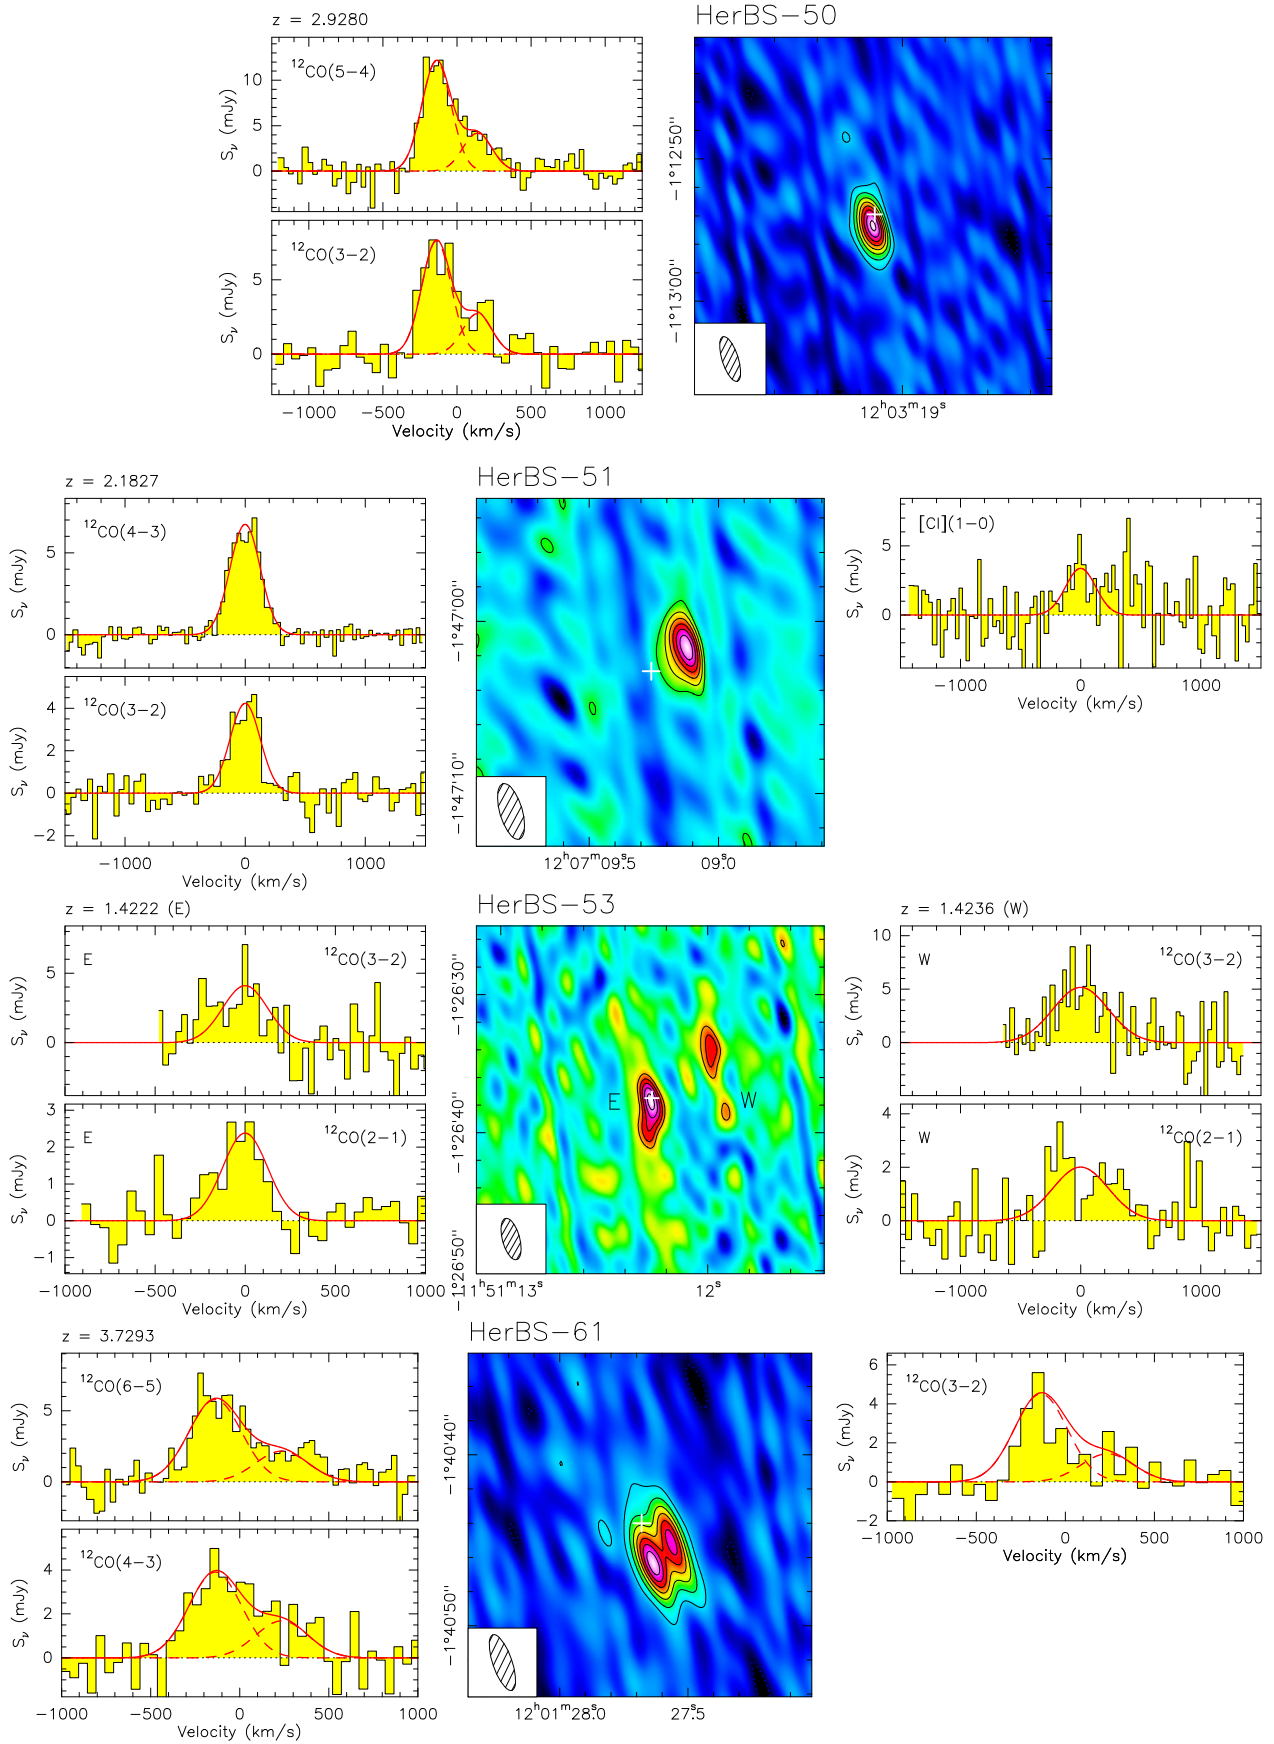 z = 2.9280
HerBS−50
¹²CO(5−4)
10
5
0
S_ν (mJy)
¹²CO(3−2)
5
0
S_ν (mJy)
−1000 −500 0 500 1000
Velocity (km/s)
−1°12'50"
−1°13'00"
12ʰ03ᵐ19ˢ
z = 2.1827
HerBS−51
¹²CO(4−3)
5
0
S_ν (mJy)
¹²CO(3−2)
4
2
0
−2
S_ν (mJy)
−1000 0 1000
Velocity (km/s)
−1°47'00"
−1°47'10"
12ʰ07ᵐ09ˢ.5 09ˢ.0
[CI](1−0)
5
0
S_ν (mJy)
−1000 0 1000
Velocity (km/s)
z = 1.4222 (E)
HerBS−53
z = 1.4236 (W)
E ¹²CO(3−2)
5
0
S_ν (mJy)
E ¹²CO(2−1)
3
2
1
0
−1
S_ν (mJy)
−1000 −500 0 500 1000
Velocity (km/s)
E W
−1°26'30"
−1°26'40"
−1°26'50"
11ʰ51ᵐ13ˢ 12ˢ
W ¹²CO(3−2)
10
5
0
S_ν (mJy)
W ¹²CO(2−1)
4
2
0
S_ν (mJy)
−1000 0 1000
Velocity (km/s)
z = 3.7293
HerBS−61
¹²CO(6−5)
5
0
S_ν (mJy)
¹²CO(4−3)
4
2
0
S_ν (mJy)
−1000 −500 0 500 1000
Velocity (km/s)
−1°40'40"
−1°40'50"
12ʰ01ᵐ28ˢ.0 27ˢ.5
¹²CO(3−2)
6
4
2
0
−2
S_ν (mJy)
−1000 −500 0 500 1000
Velocity (km/s)